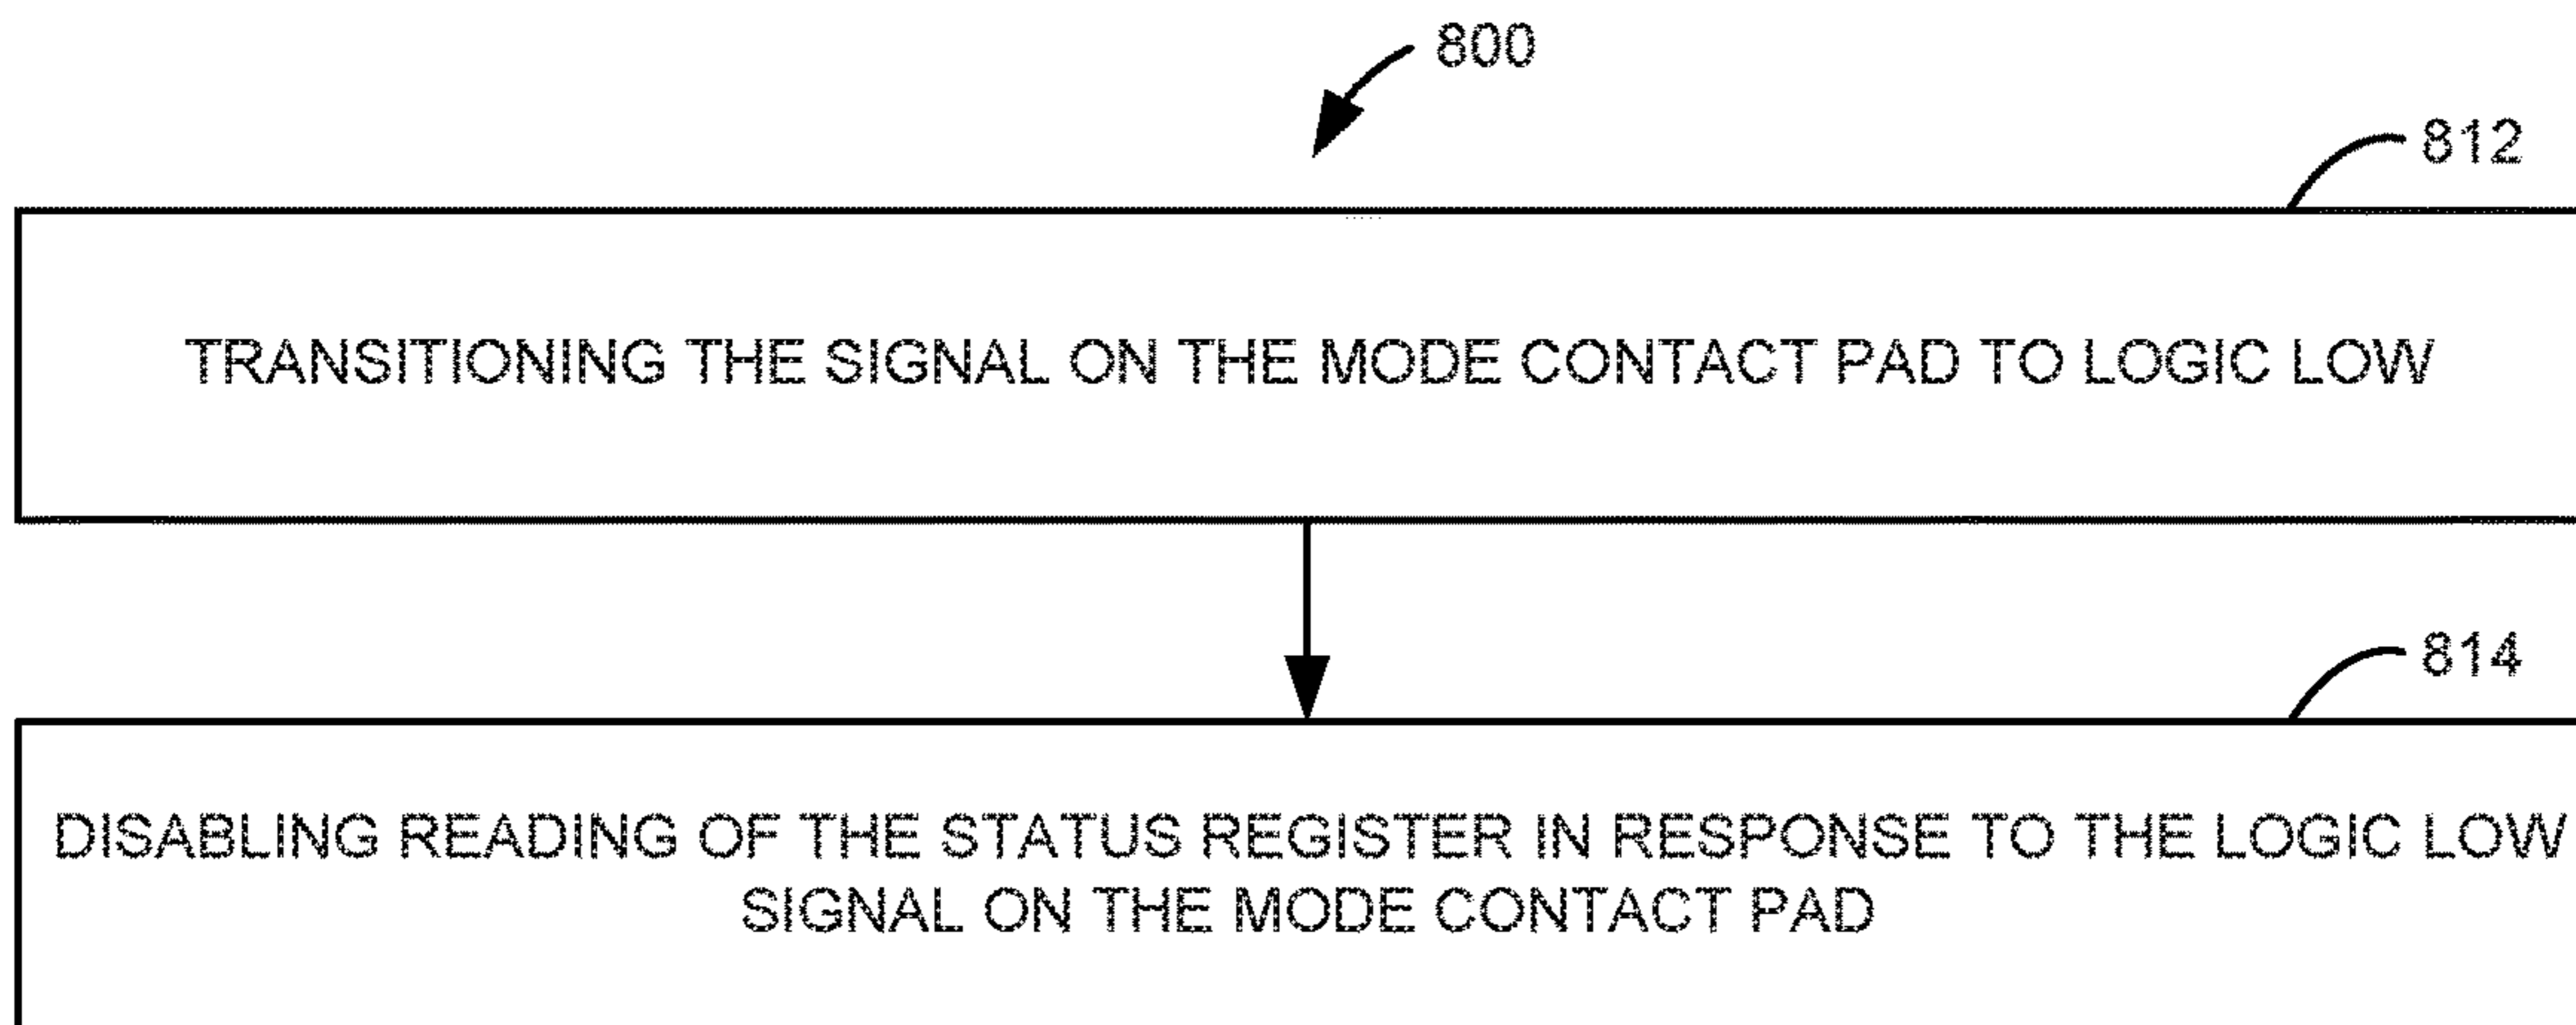 800
812
TRANSITIONING THE SIGNAL ON THE MODE CONTACT PAD TO LOGIC LOW
814
DISABLING READING OF THE STATUS REGISTER IN RESPONSE TO THE LOGIC LOW
SIGNAL ON THE MODE CONTACT PAD